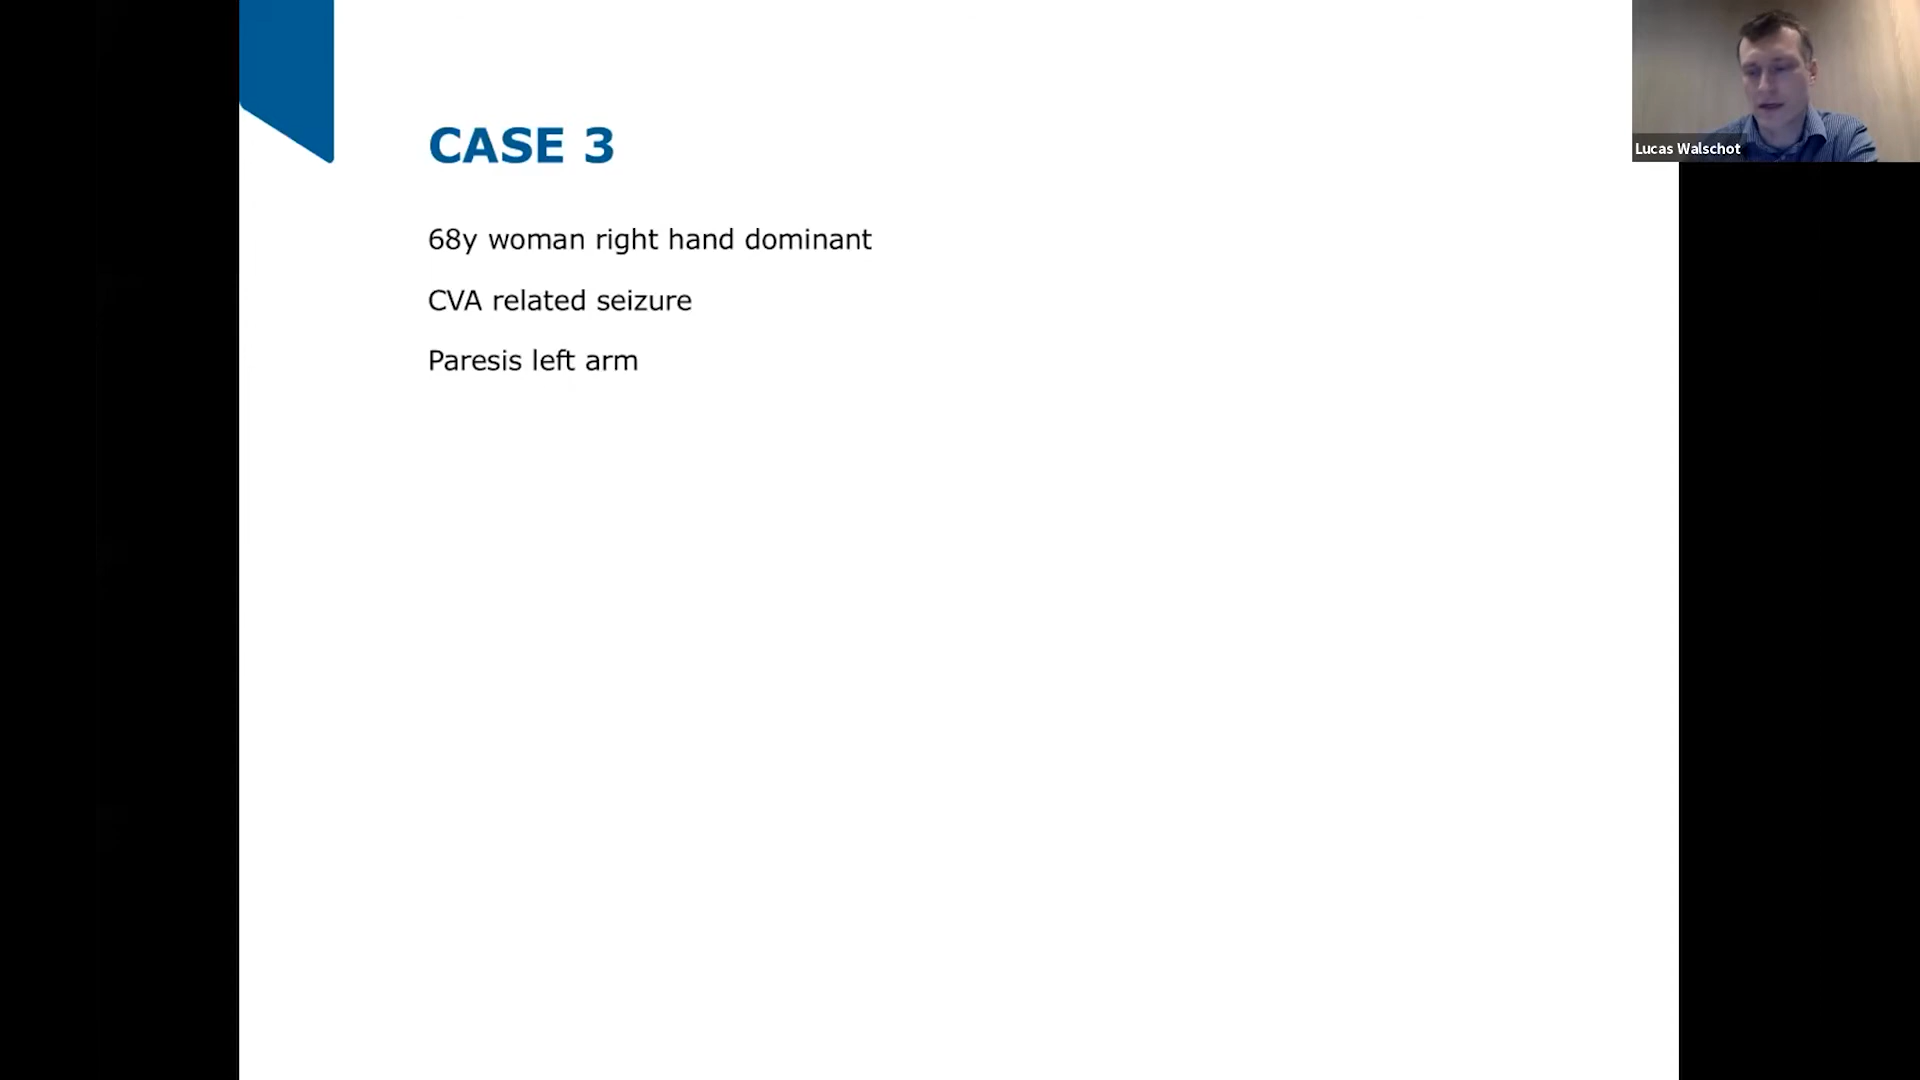 CASE 3
68y woman right hand dominant
CVA related seizure
Paresis left arm
Lucas Walschot